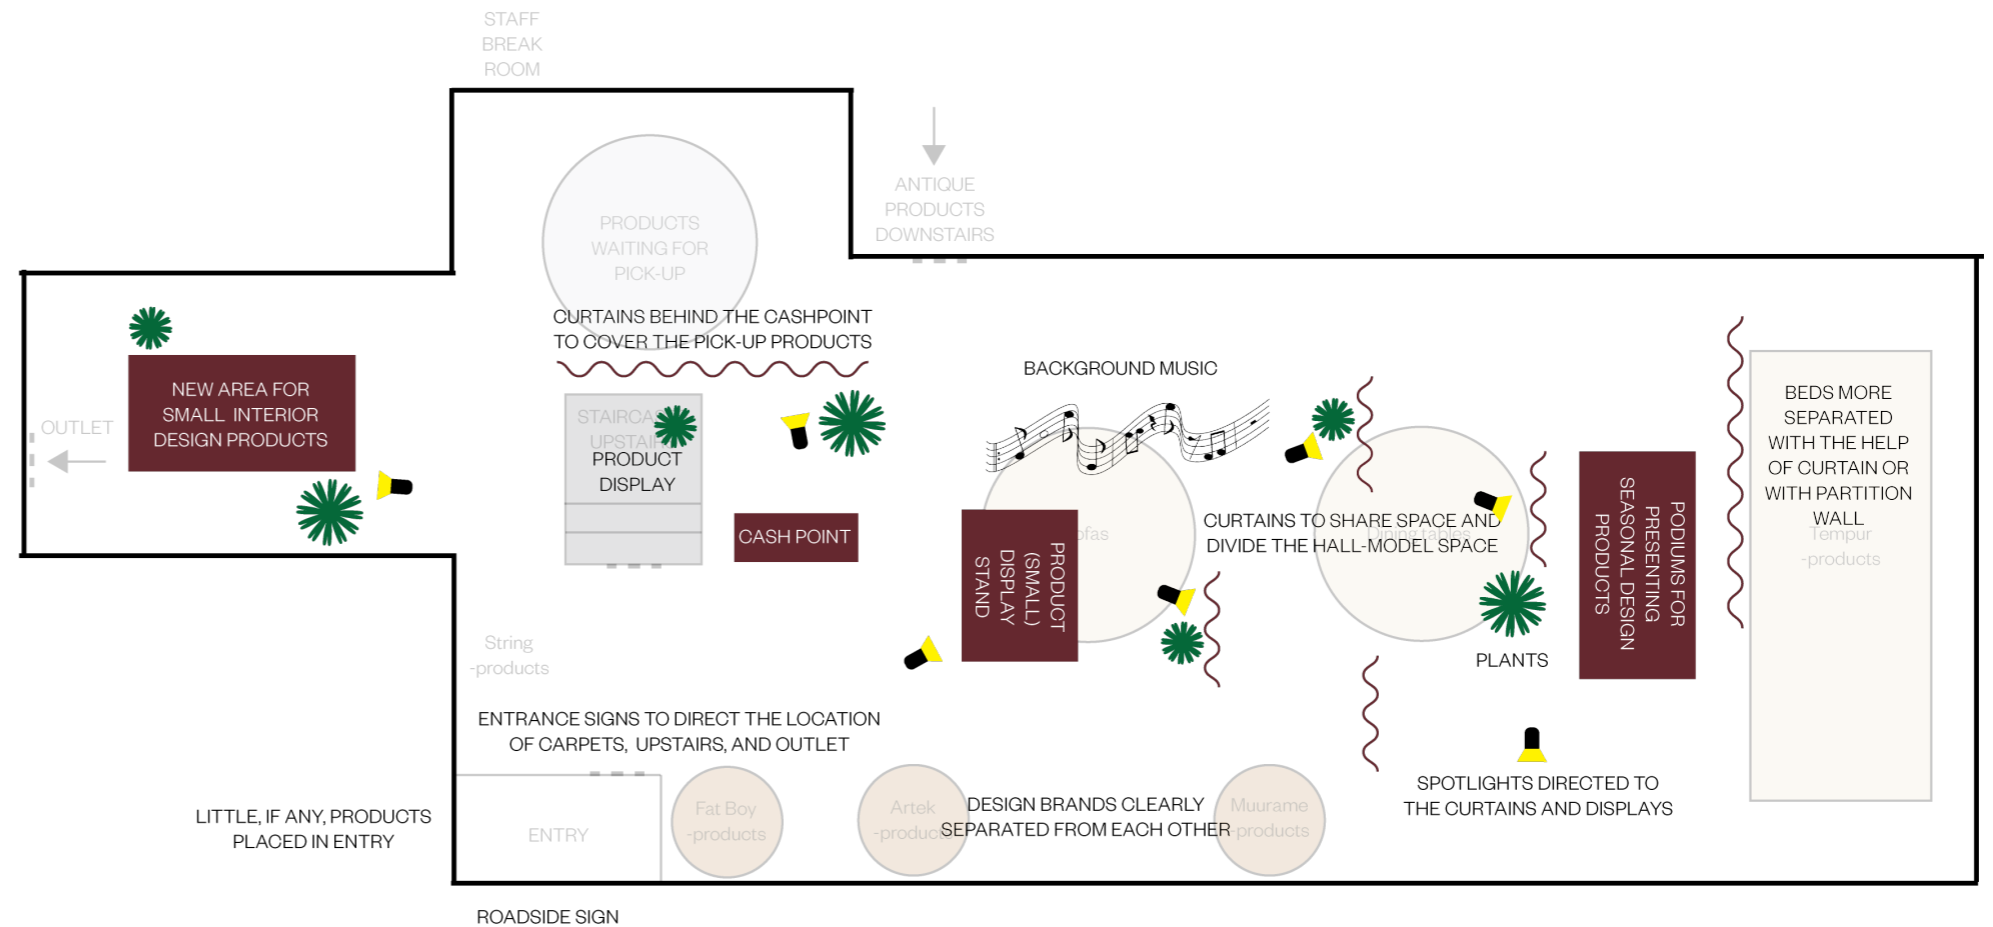 STAFF
BREAK
ROOM
ANTIQUE
PRODUCTS
DOWNSTAIRS
PRODUCTS
WAITING FOR
PICK-UP
CURTAINS BEHIND THE CASHPOINT
TO COVER THE PICK-UP PRODUCTS
OUTLET
NEW AREA FOR
SMALL INTERIOR
DESIGN PRODUCTS
PRODUCT
DISPLAY
CASH POINT
BACKGROUND MUSIC
PRODUCT
(SMALL)
DISPLAY
STAND
CURTAINS TO SHARE SPACE AND
DIVIDE THE HALL-MODEL SPACE
Dining tables
PODIUMS FOR
PRESENTING
SEASONAL DESIGN
PRODUCTS
BEDS MORE
SEPARATED
WITH THE HELP
OF CURTAIN OR
WITH PARTITION
WALL
Tempur
-products
PLANTS
String
-products
ENTRANCE SIGNS TO DIRECT THE LOCATION
OF CARPETS, UPSTAIRS, AND OUTLET
LITTLE, IF ANY, PRODUCTS
PLACED IN ENTRY
ENTRY
Fat Boy
-products
Artek
-products
DESIGN BRANDS CLEARLY
SEPARATED FROM EACH OTHER
Muurame
-products
SPOTLIGHTS DIRECTED TO
THE CURTAINS AND DISPLAYS
ROADSIDE SIGN